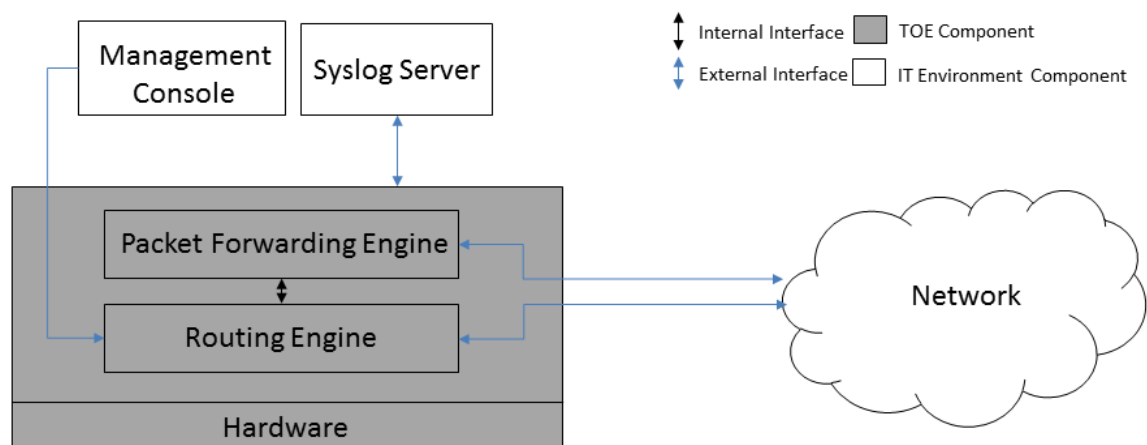 Management
Console
Syslog Server
Internal Interface
TOE Component
External Interface
IT Environment Component
Packet Forwarding Engine
Routing Engine
Network
Hardware